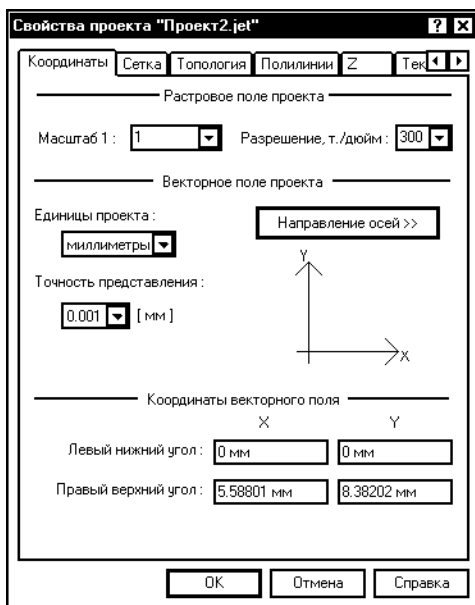 Свойства проекта "Проект2.jet"
Координаты Сетка Топология Полилинии Z Тек
Растровое поле проекта
Масштаб 1 : 1 Разрешение, т./дюйм : 300
Векторное поле проекта
Единицы проекта :
Направление осей >>
миллиметры
Y
Точность представления :
0.001 [ мм ]
X
Координаты векторного поля
X Y
Левый нижний угол : 0 мм 0 мм
Правый верхний угол : 5.58801 мм 8.38202 мм
OK Отмена Справка